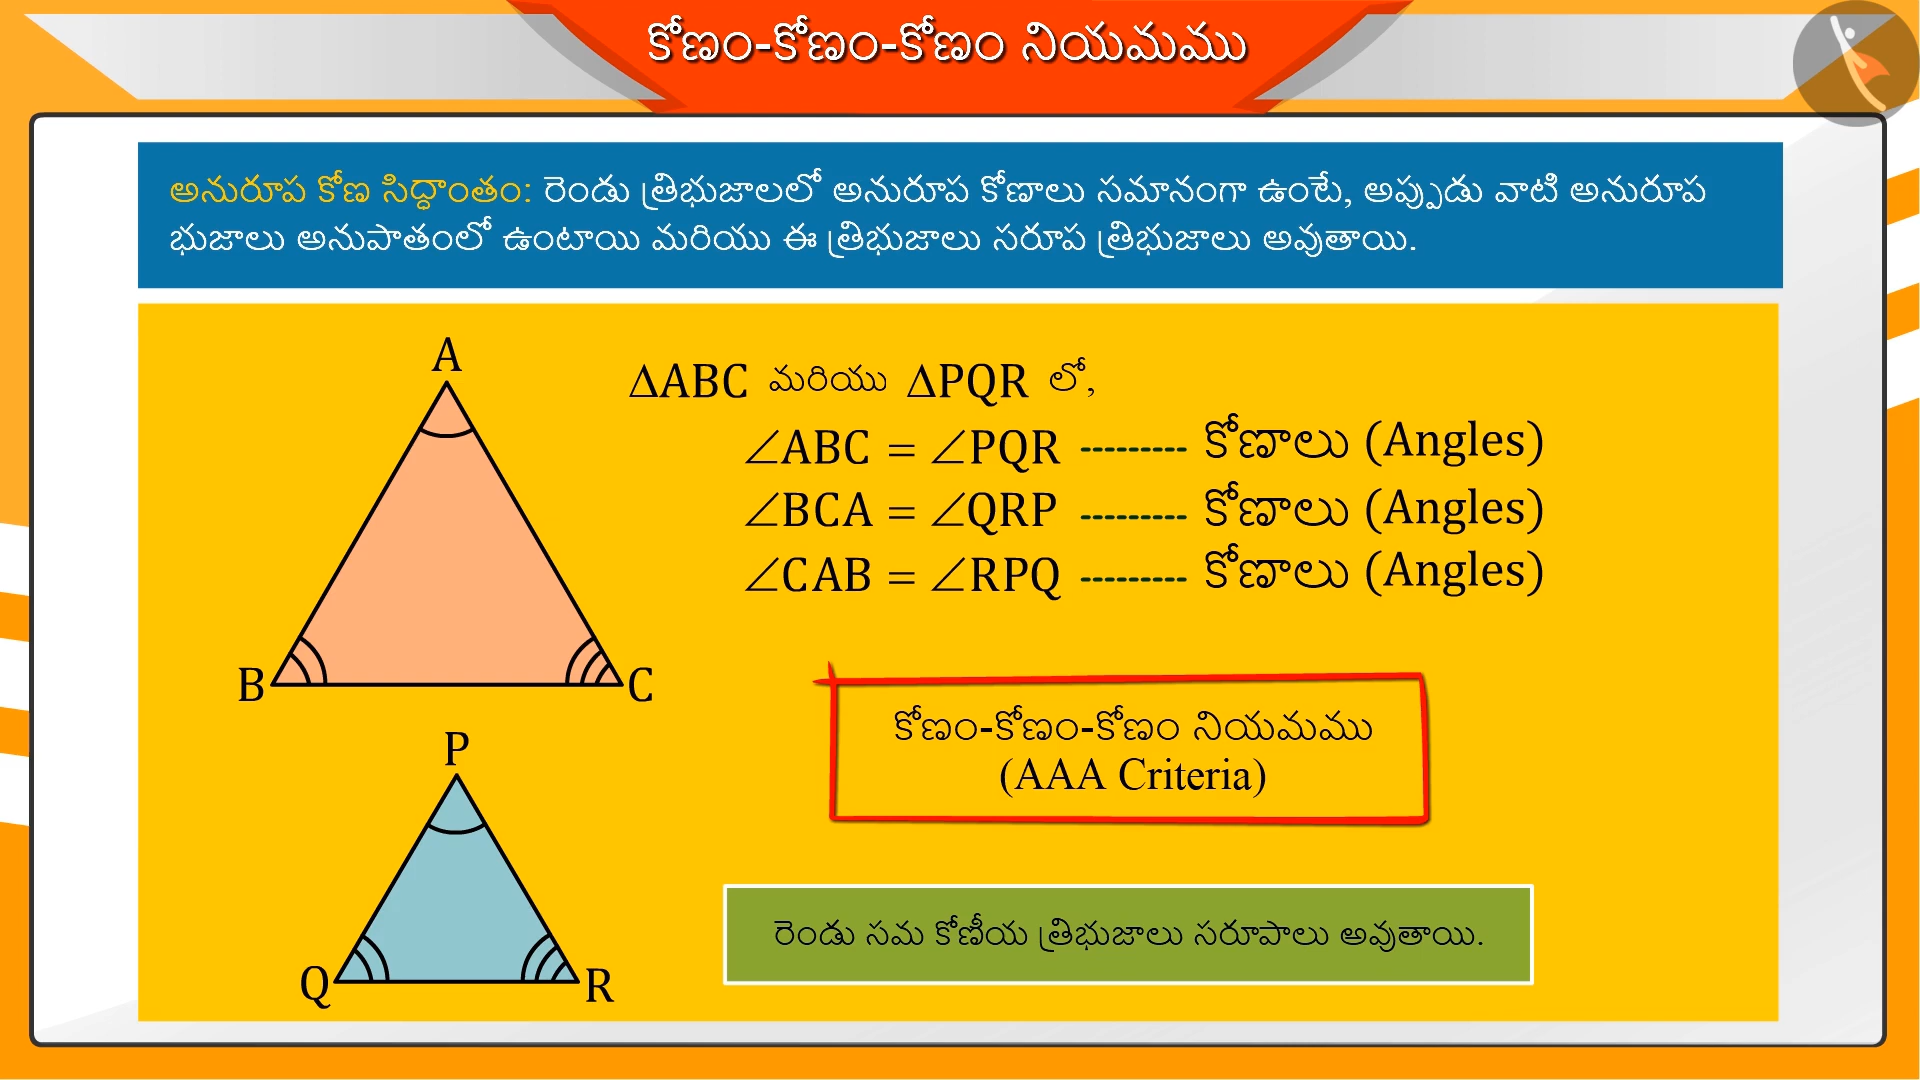 కోణం-కోణం-కోణం నియమము
అనురూప కోణ సిద్ధాంతం: రెండు త్రిభుజాలలో అనురూప కోణాలు సమానంగా ఉంటే, అప్పుడు వాటి అనురూప
భుజాలు అనుపాతంలో ఉంటాయి మరియు ఈ త్రిభుజాలు సరూప త్రిభుజాలు అవుతాయి.
A
B
C
P
Q
R
ΔABC మరియు ΔPQR లో,
∠ABC = ∠PQR --------- కోణాలు (Angles)
∠BCA = ∠QRP --------- కోణాలు (Angles)
∠CAB = ∠RPQ --------- కోణాలు (Angles)
కోణం-కోణం-కోణం నియమము
(AAA Criteria)
రెండు సమ కోణీయ త్రిభుజాలు సరూపాలు అవుతాయి.